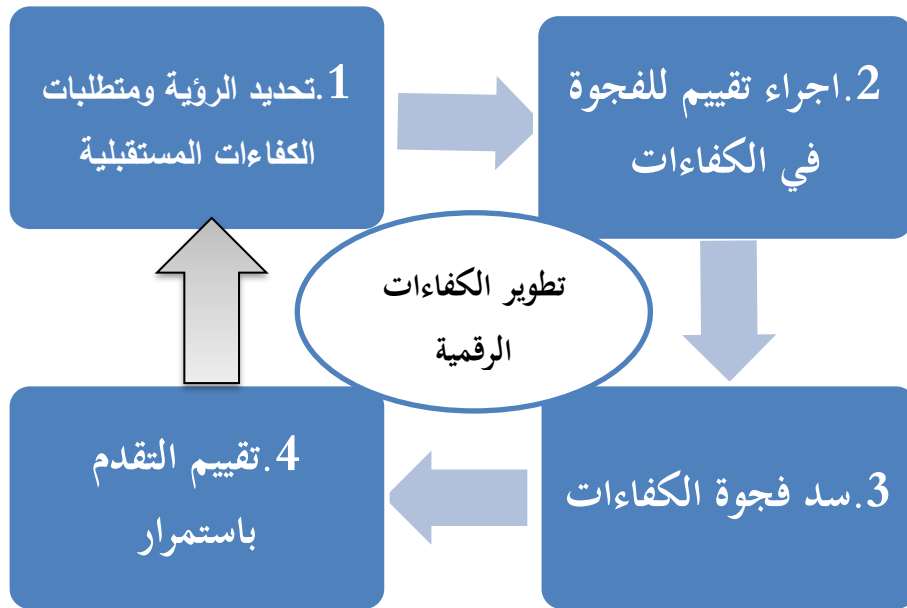 1.تحديد الرؤية ومتطلبات
الكفاءات المستقبلية
2.اجراء تقييم للفجوة
في الكفاءات
تطوير الكفاءات
الرقمية
3.سد فجوة الكفاءات
4.تقييم التقدم
باستمرار